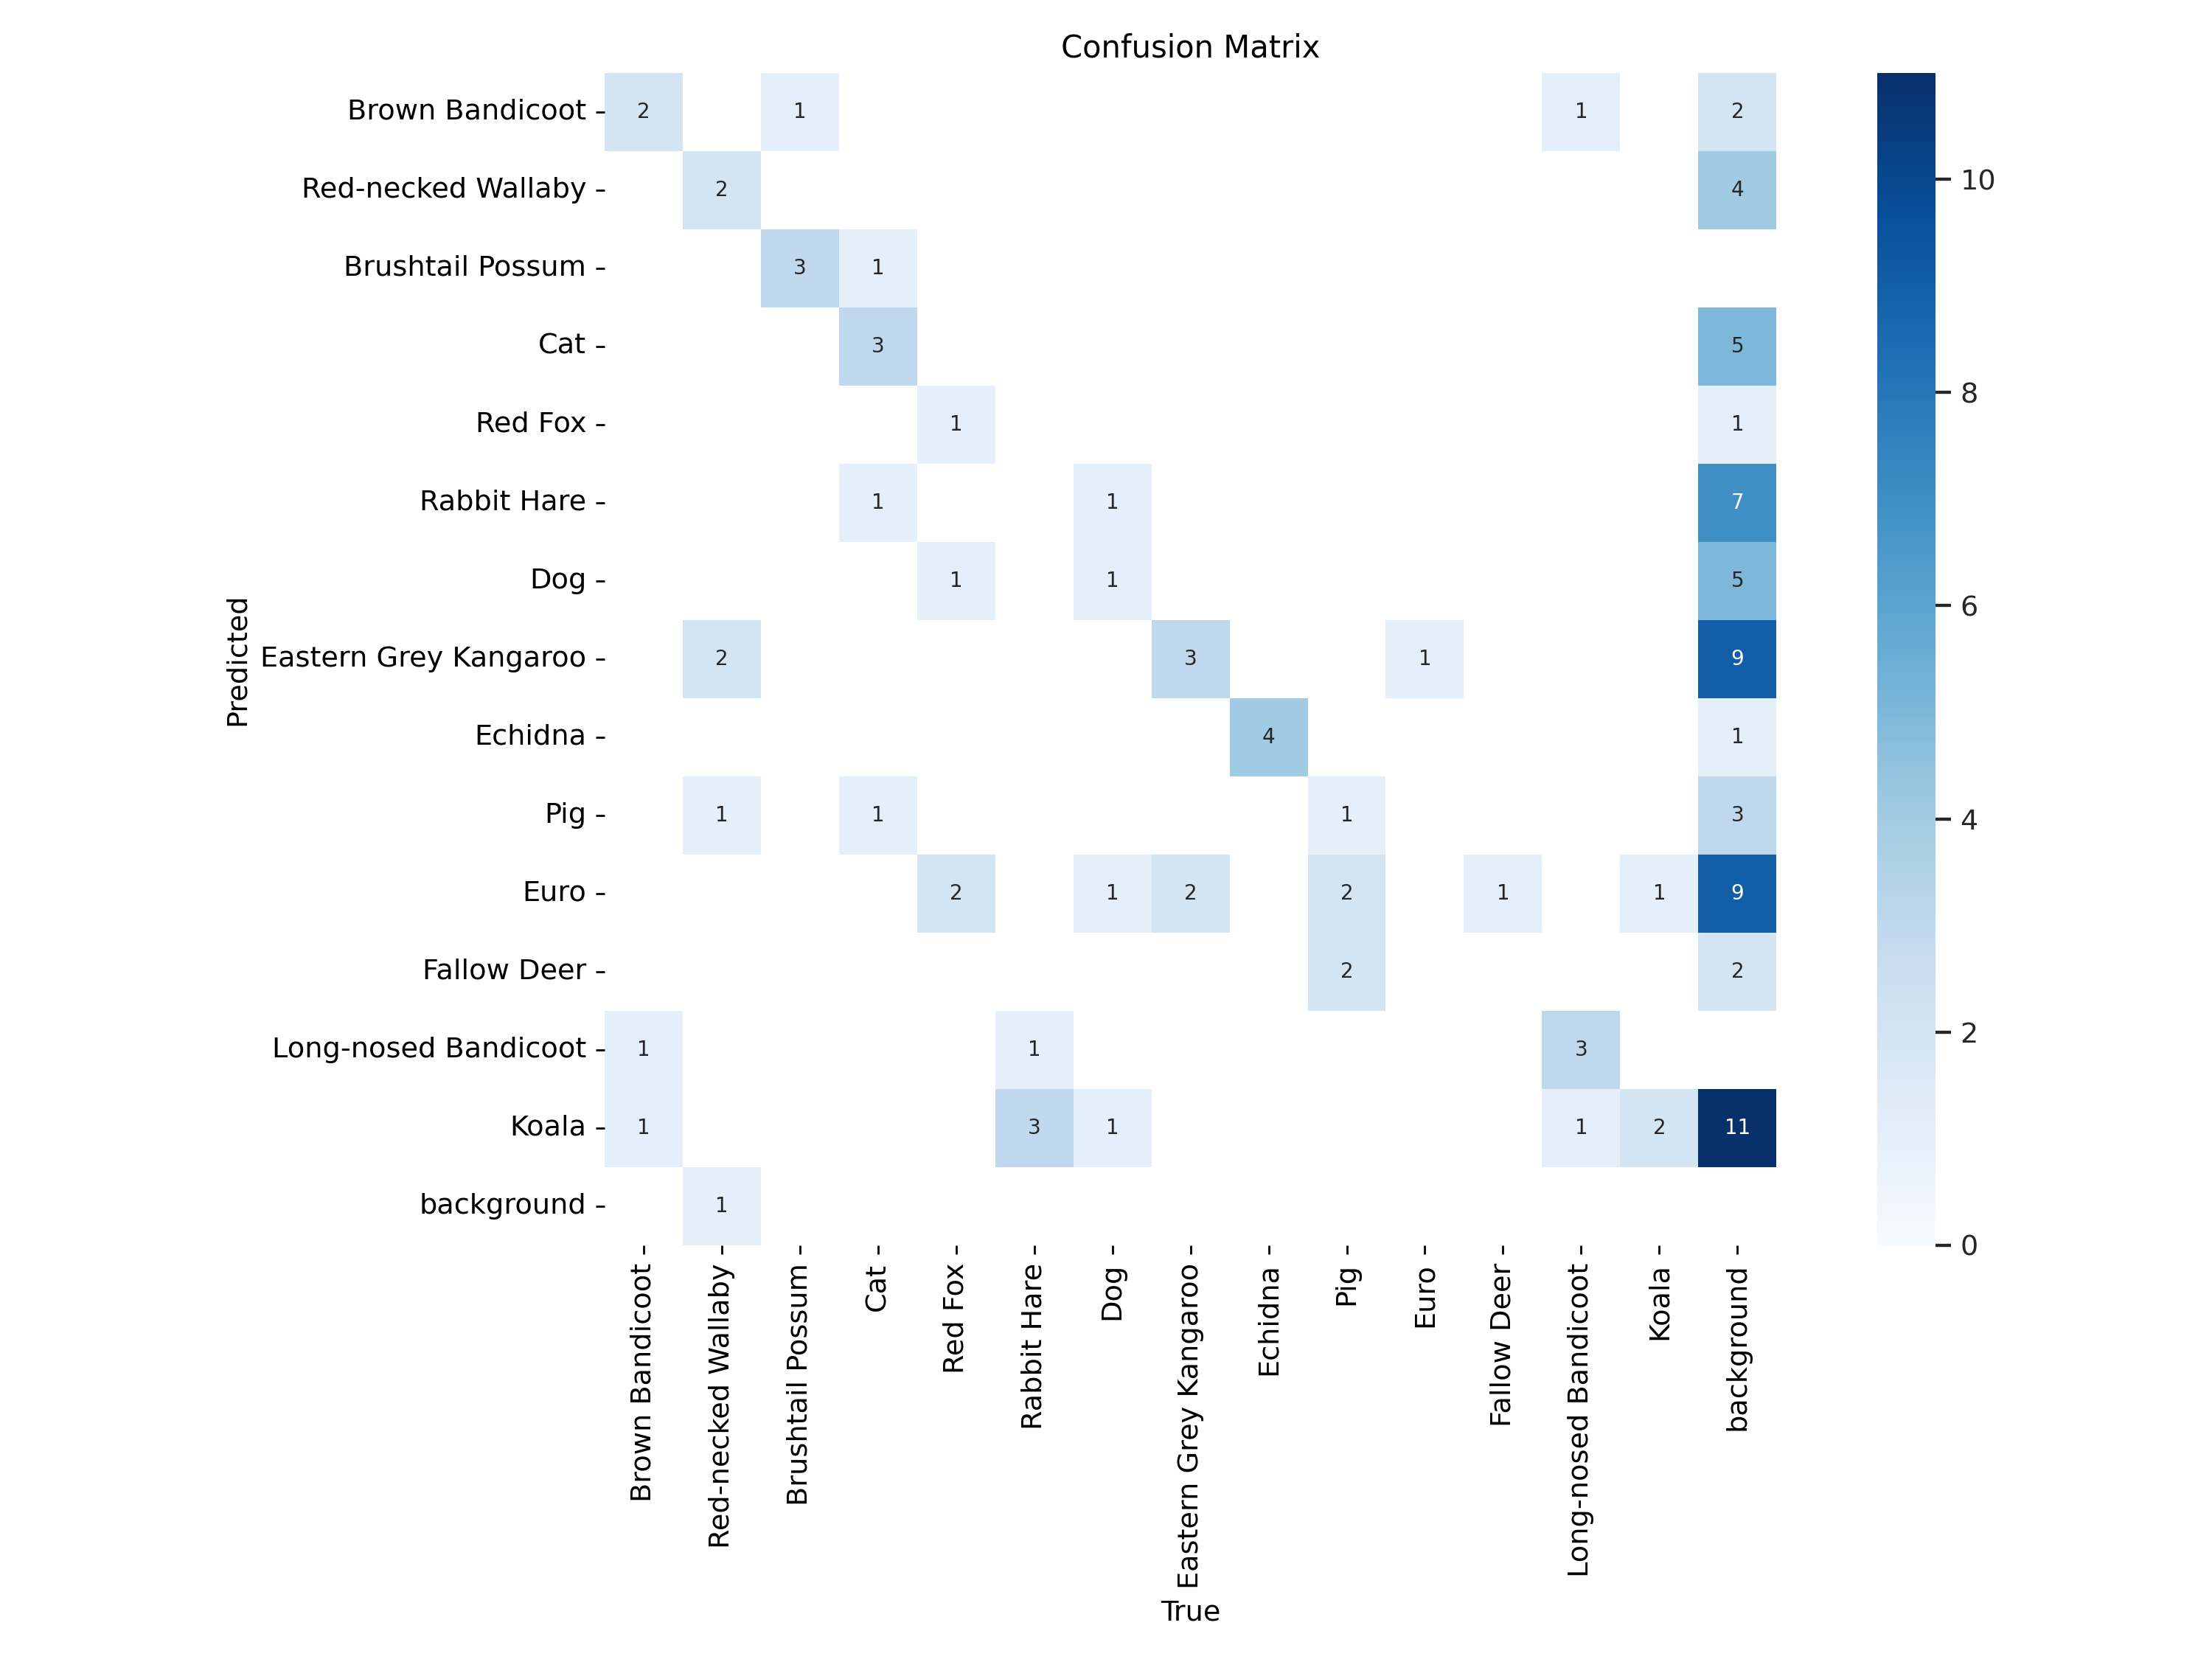 Confusion Matrix
Brown Bandicoot 2 1 1 2
Red-necked Wallaby 2 4
Brushtail Possum 3 1
Cat 3 5
Red Fox 1 1
Rabbit Hare 1 1 7
Dog 1 1 5
Eastern Grey Kangaroo 2 3 1 9
Echidna 4 1
Pig 1 1 1 3
Euro 2 1 2 2 1 1 9
Fallow Deer 2 2
Long-nosed Bandicoot 1 1 3
Koala 1 3 1 1 2 11
background 1
Predicted
Brown Bandicoot
Red-necked Wallaby
Brushtail Possum
Cat
Red Fox
Rabbit Hare
Dog
Eastern Grey Kangaroo
Echidna
Pig
Euro
Fallow Deer
Long-nosed Bandicoot
Koala
background
True
10
8
6
4
2
0